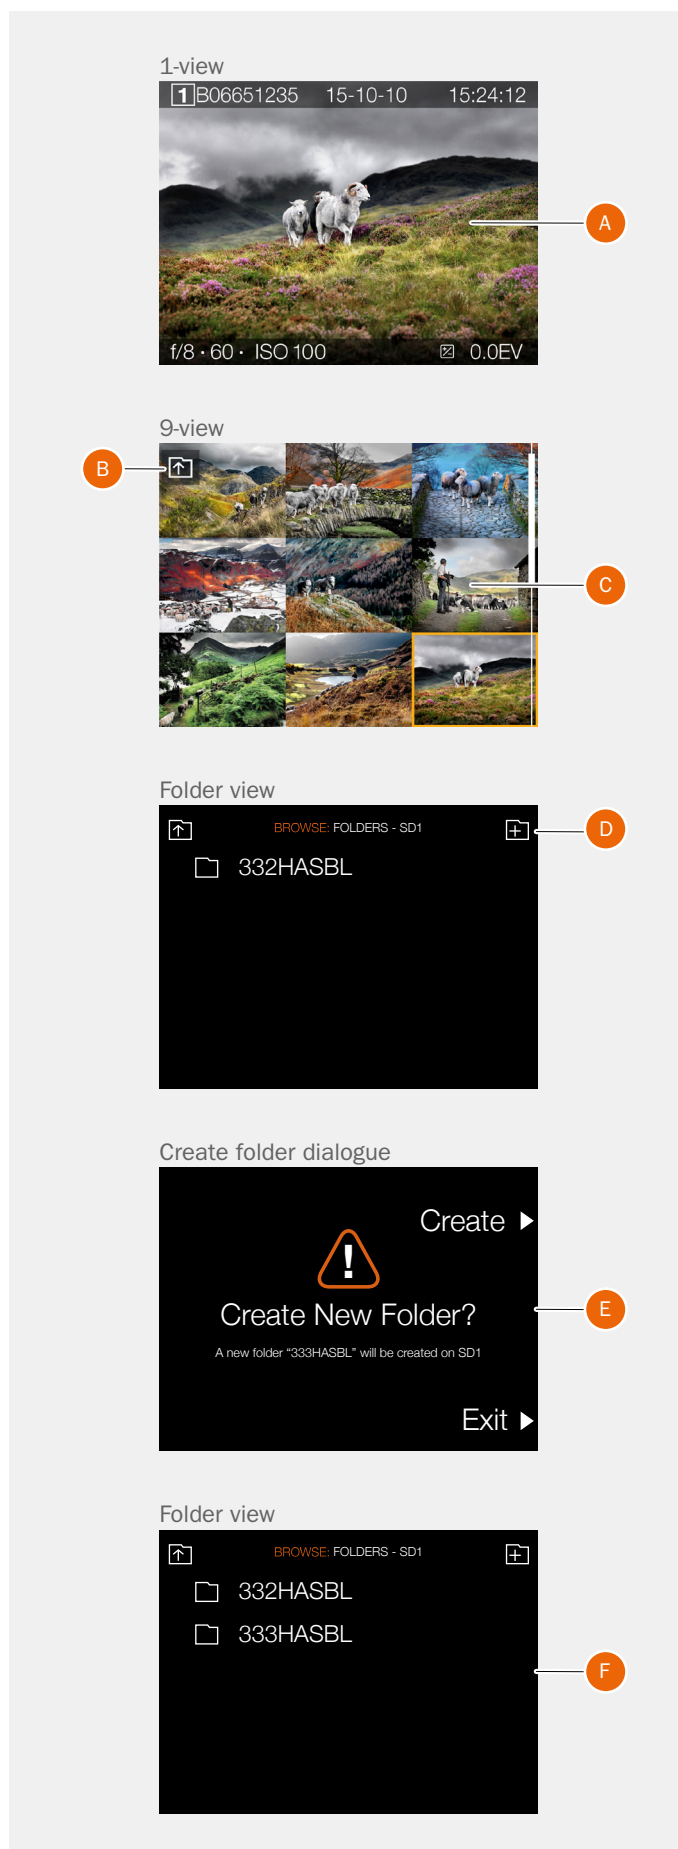 1-view
1 B06651235 15-10-10 15:24:12
A
f/8 · 60 · ISO 100 0.0EV
9-view
B
C
Folder view
BROWSE: FOLDERS - SD1
D
332HASBL
Create folder dialogue
Create
!
E
Create New Folder?
A new folder “333HASBL” will be created on SD1
Exit
Folder view
BROWSE: FOLDERS - SD1
332HASBL
333HASBL
F